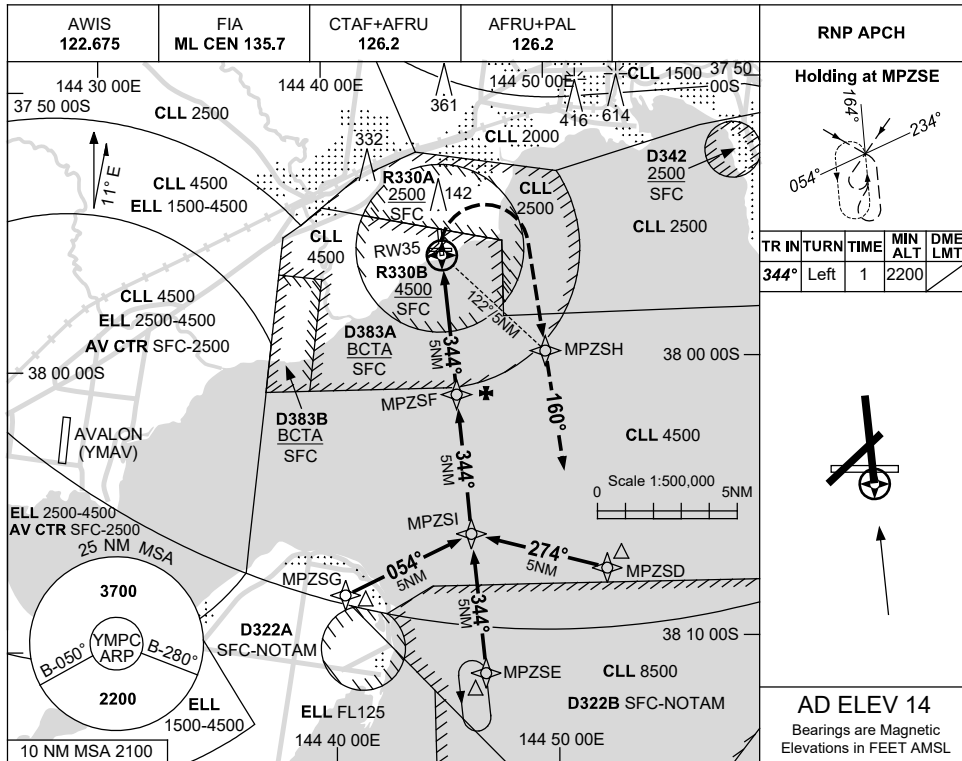 AWIS
122.675
FIA
ML CEN 135.7
CTAF+AFRU
126.2
AFRU+PAL
126.2
RNP APCH
144 30 00E
144 40 00E
144 50 00E
CLL 1500
37 50
00S
37 50 00S
CLL 2500
361
416
614
CLL 2000
332
11° E
CLL 4500
ELL 1500-4500
R330A
2500
SFC
142
CLL
2500
D342
2500
SFC
CLL 2500
CLL
4500
RW35
R330B
4500
SFC
CLL 4500
ELL 2500-4500
AV CTR SFC-2500
D383A
BCTA
SFC
344°
5NM
122°/5NM
MPZSH
38 00 00S
38 00 00S
MPZSF
160°
D383B
BCTA
SFC
AVALON
(YMAV)
CLL 4500
344°
5NM
Scale 1:500,000
0
5NM
ELL 2500-4500
AV CTR SFC-2500
MPZSI
25 NM MSA
3700
YMPC
ARP
B-050°
B-280°
2200
054°
5NM
274°
5NM
MPZSG
MPZSD
344°
5NM
D322A
SFC-NOTAM
38 10 00S
MPZSE
CLL 8500
D322B SFC-NOTAM
ELL
1500-4500
ELL FL125
144 40 00E
144 50 00E
10 NM MSA 2100
Holding at MPZSE
164°
234°
054°
TR IN TURN TIME MIN ALT DME LMT
344° Left 1 2200
AD ELEV 14
Bearings are Magnetic
Elevations in FEET AMSL